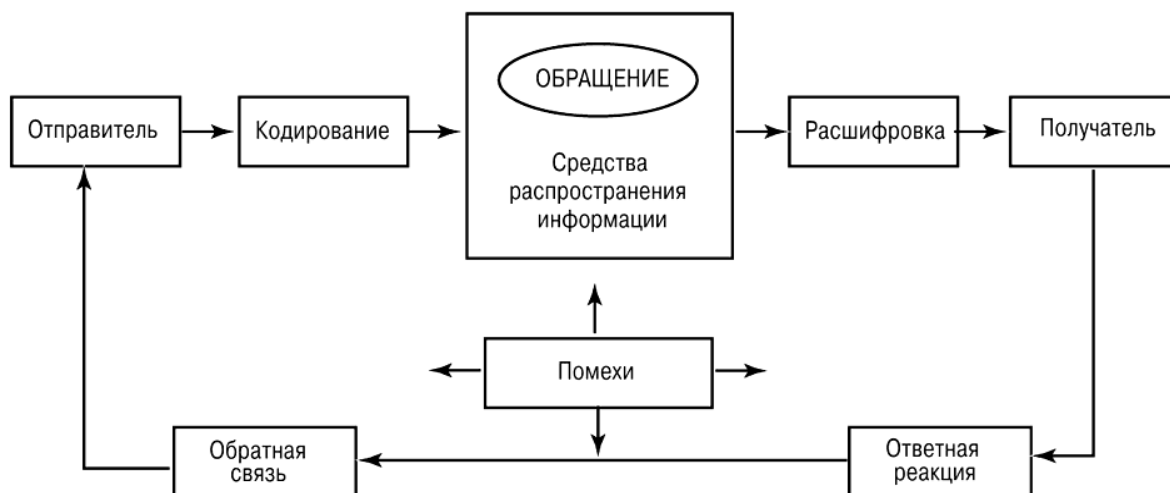 ОБРАЩЕНИЕ
Отправитель
Кодирование
Расшифровка
Получатель
Средства
распространения
информации
Помехи
Обратная
связь
Ответная
реакция